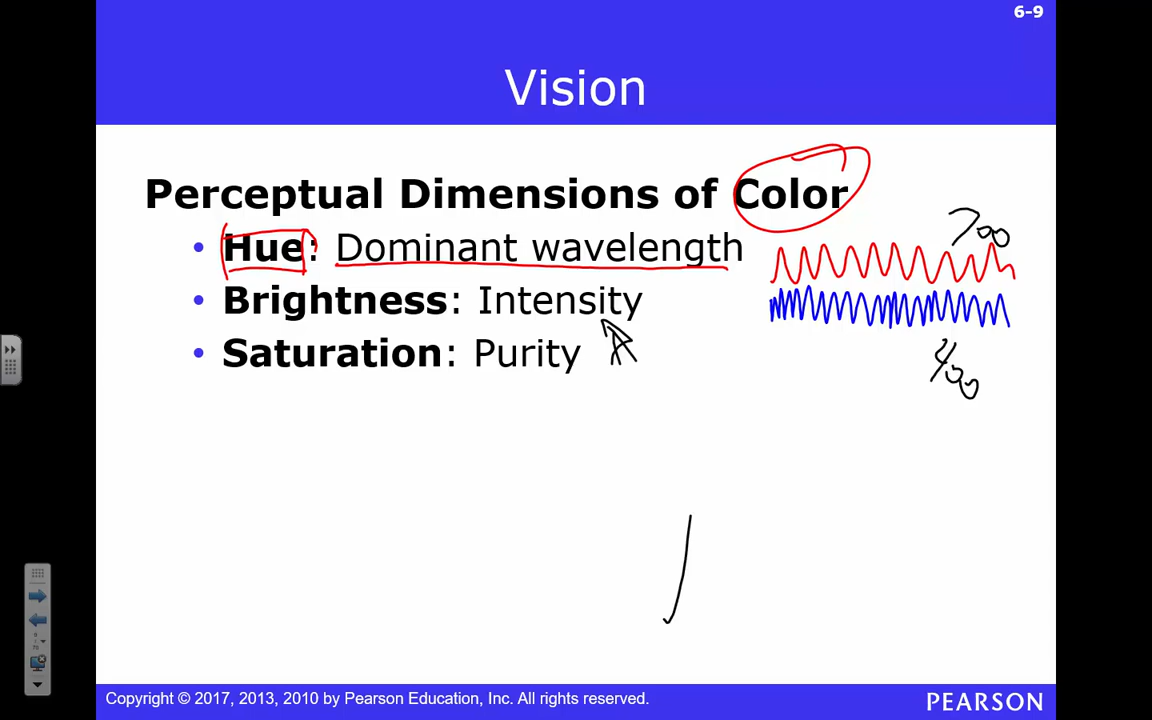 6-9
Vision
Perceptual Dimensions of Color
• Hue: Dominant wavelength
700
• Brightness: Intensity
• Saturation: Purity
400
Copyright © 2017, 2013, 2010 by Pearson Education, Inc. All rights reserved.
PEARSON